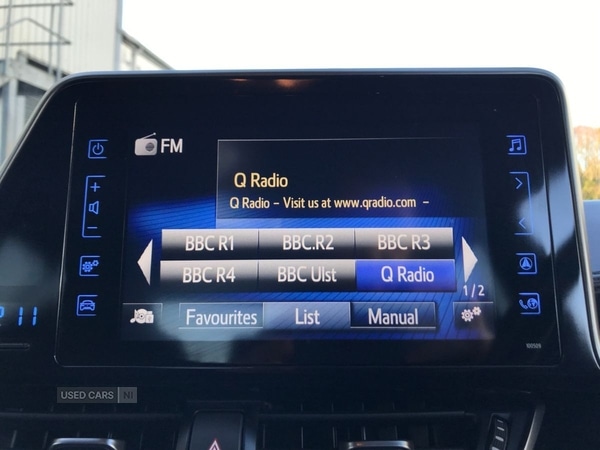 FM
Q Radio
Q Radio - Visit us at www.qradio.com -
BBC R1 BBC.R2 BBC R3
BBC R4 BBC Ulst Q Radio
1/2
Favourites List Manual
P 11
USED CARS NI